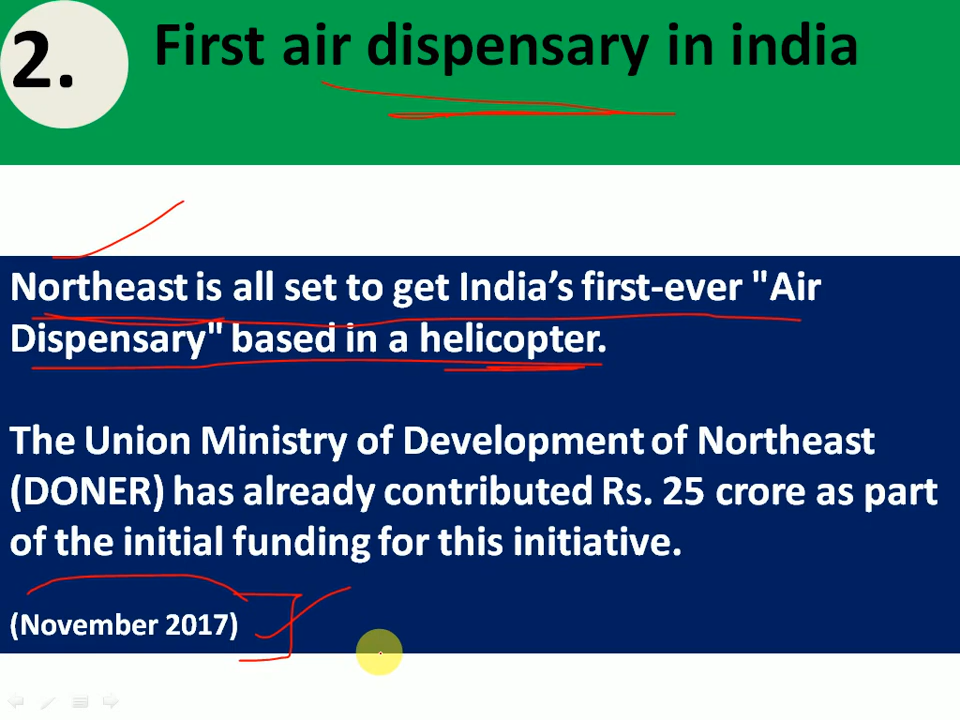 2.
First air dispensary in india
Northeast is all set to get India’s first-ever "Air
Dispensary" based in a helicopter.
The Union Ministry of Development of Northeast
(DONER) has already contributed Rs. 25 crore as part
of the initial funding for this initiative.
(November 2017)